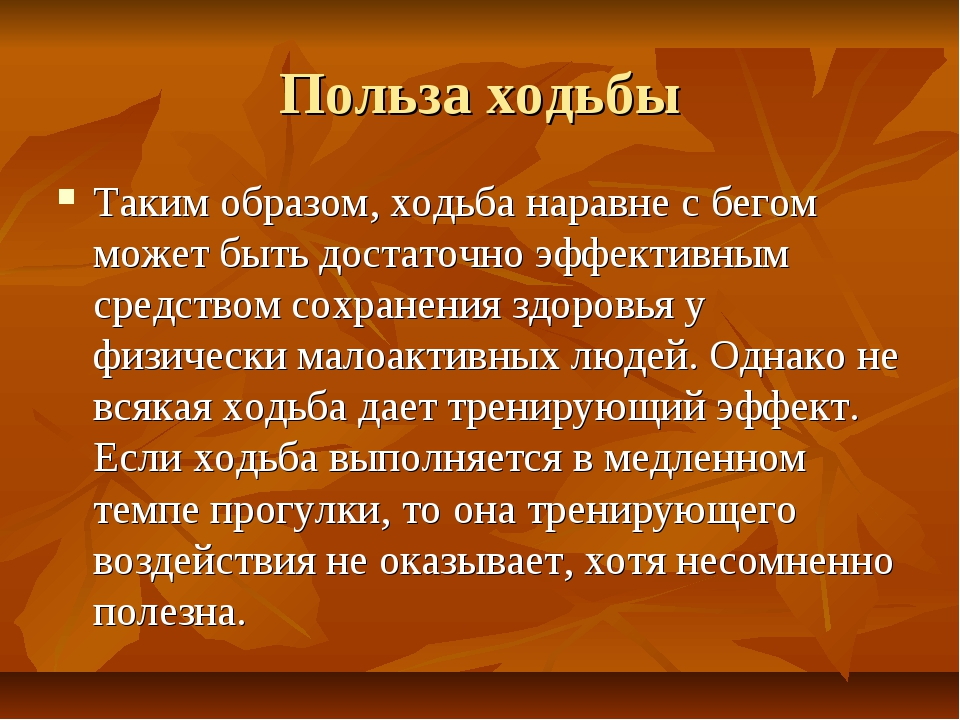 Польза ходьбы
Таким образом, ходьба наравне с бегом
может быть достаточно эффективным
средством сохранения здоровья у
физически малоактивных людей. Однако не
всякая ходьба дает тренирующий эффект.
Если ходьба выполняется в медленном
темпе прогулки, то она тренирующего
воздействия не оказывает, хотя несомненно
полезна.